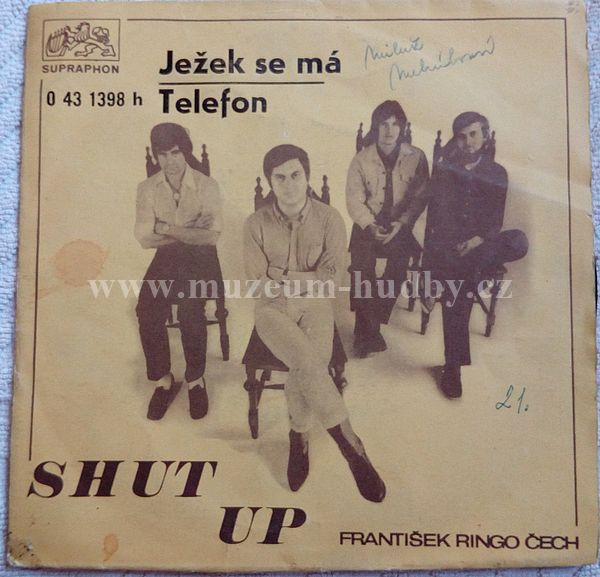 SUPRAPHON
Ježek se má
0 43 1398 h
Telefon
www.muzeum-hudby.cz
21.
SHUT
UP
FRANTIŠEK RINGO ČECH